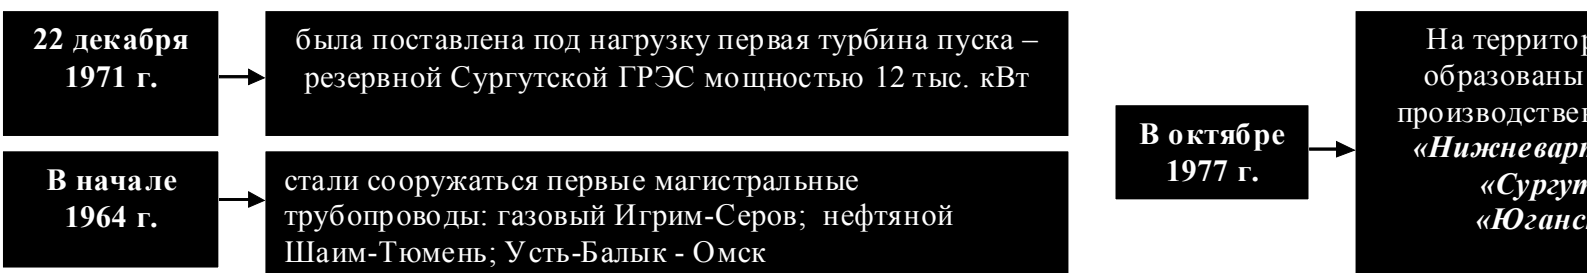 22 декабря
1971 г.
была поставлена под нагрузку первая турбина пуска –
резервной Сургутской ГРЭС мощностью 12 тыс. кВт
В начале
1964 г.
стали сооружаться первые магистральные
трубопроводы: газовый Игрим-Серов; нефтяной
Шаим-Тюмень; Усть-Балык - Омск
В октябре
1977 г.
На
образованы